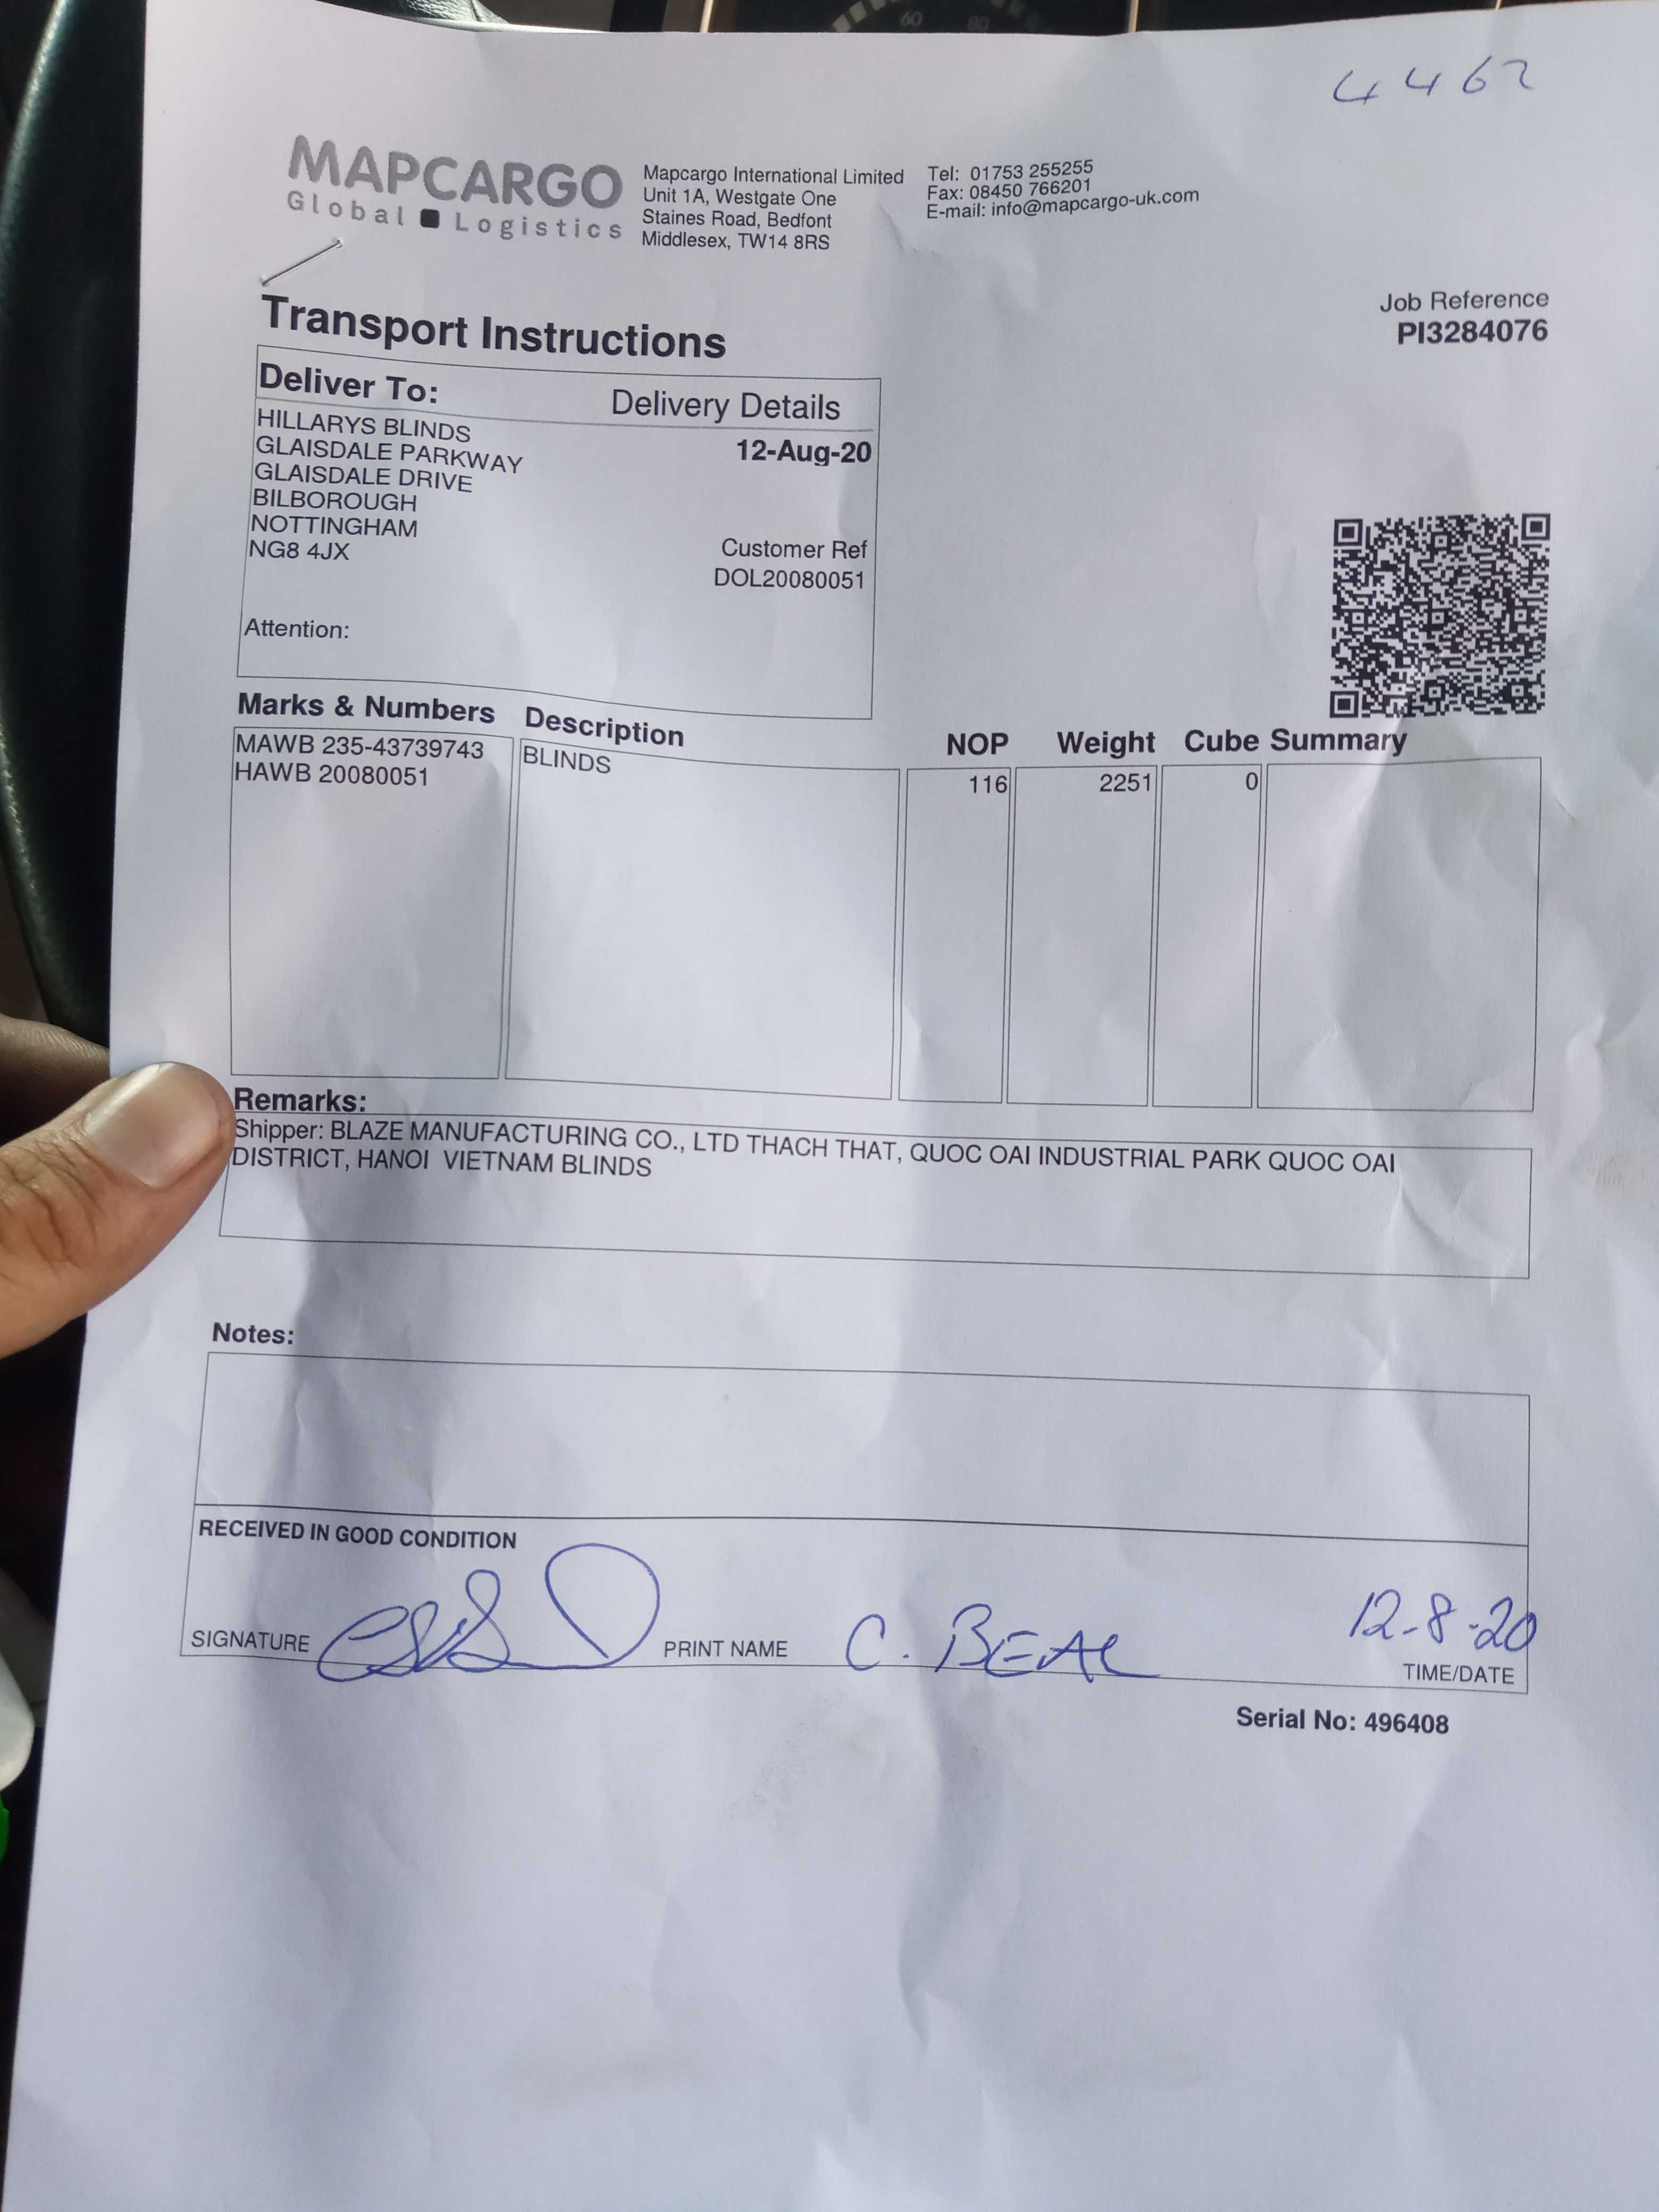 60 80
4462
MAPCARGO
Global Logistics
Mapcargo International Limited
Unit 1A, Westgate One
Staines Road, Bedfont
Middlesex, TW14 8RS
Tel: 01753 255255
Fax: 08450 766201
E-mail: info@mapcargo-uk.com
Job Reference
PI3284076
Transport Instructions
Deliver To: Delivery Details
HILLARYS BLINDS
GLAISDALE PARKWAY
GLAISDALE DRIVE
BILBOROUGH
NOTTINGHAM
NG8 4JX
12-Aug-20
Customer Ref
DOL20080051
Attention:
Marks & Numbers Description NOP Weight Cube Summary
MAWB 235-43739743 BLINDS 116 2251 0
HAWB 20080051
Remarks:
Shipper: BLAZE MANUFACTURING CO., LTD THACH THAT, QUOC OAI INDUSTRIAL PARK QUOC OAI
DISTRICT, HANOI VIETNAM BLINDS
Notes:
RECEIVED IN GOOD CONDITION
SIGNATURE PRINT NAME C. BEAL 12-8-20
TIME/DATE
Serial No: 496408